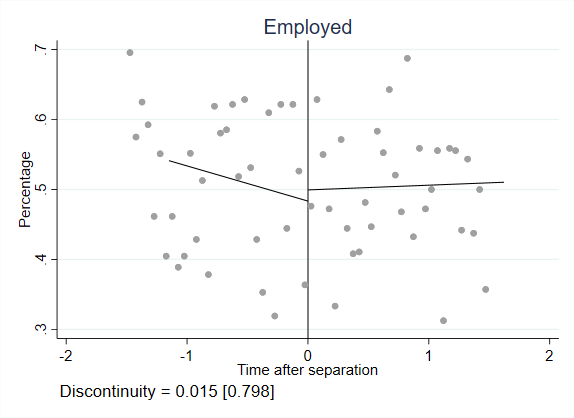 Employed
.7
.6
.5
.4
.3
Percentage
-2
-1
0
1
2
Time after separation
Discontinuity = 0.015 [0.798]